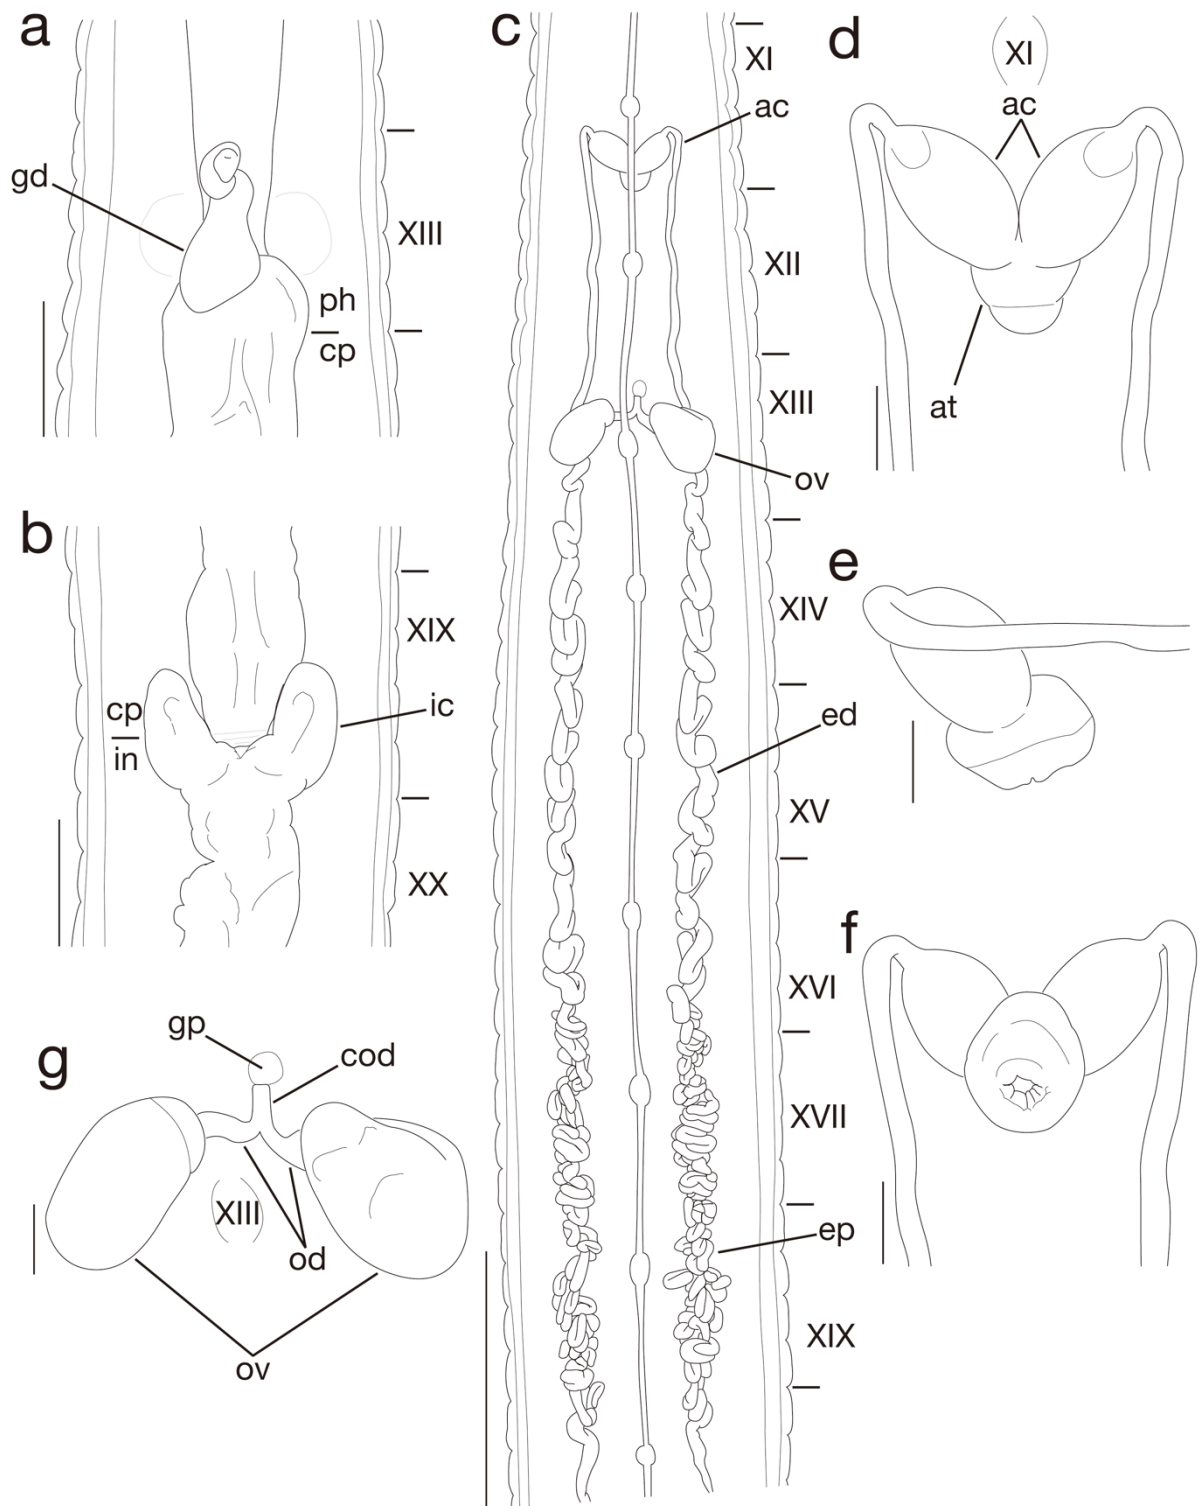 a
gd
XIII
ph
cp
b
XIX
cp
in
ic
XX
c
XI
ac
XII
XIII
ov
XIV
ed
XV
XVI
XVII
ep
XIX
d
XI
ac
at
e
f
g
gp
cod
XIII
od
ov